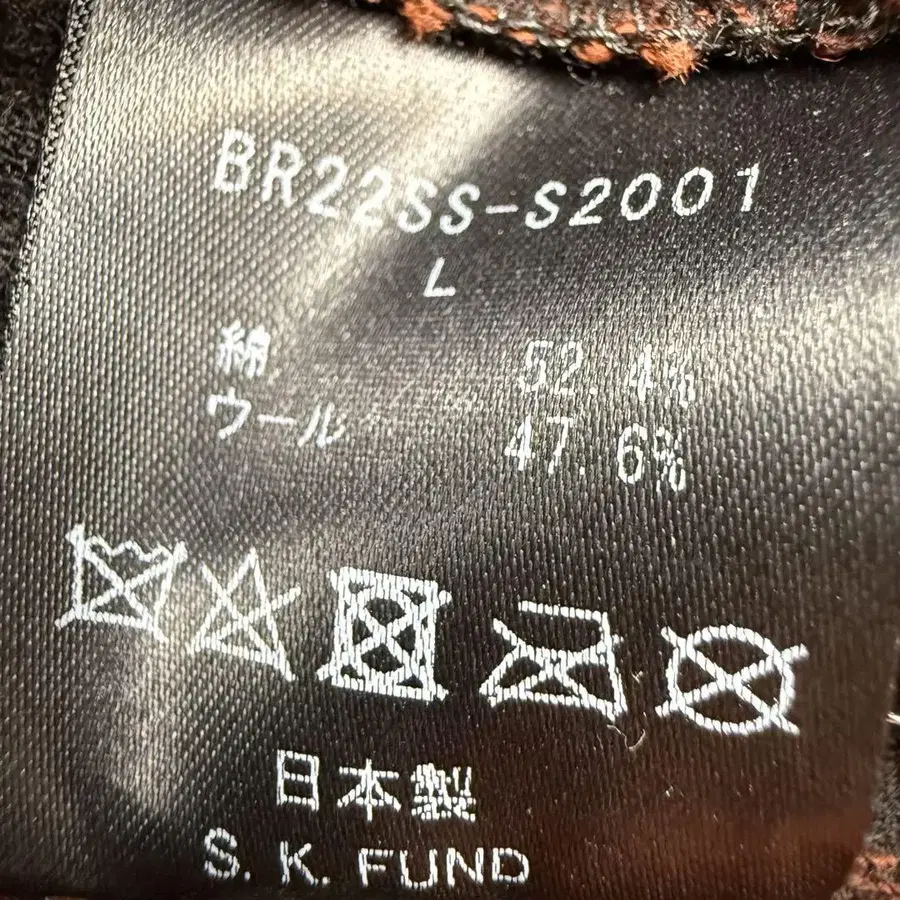 BR22SS-S2001
L
綿 52.4%
ウール 47.6%
日本製
S.K.FUND